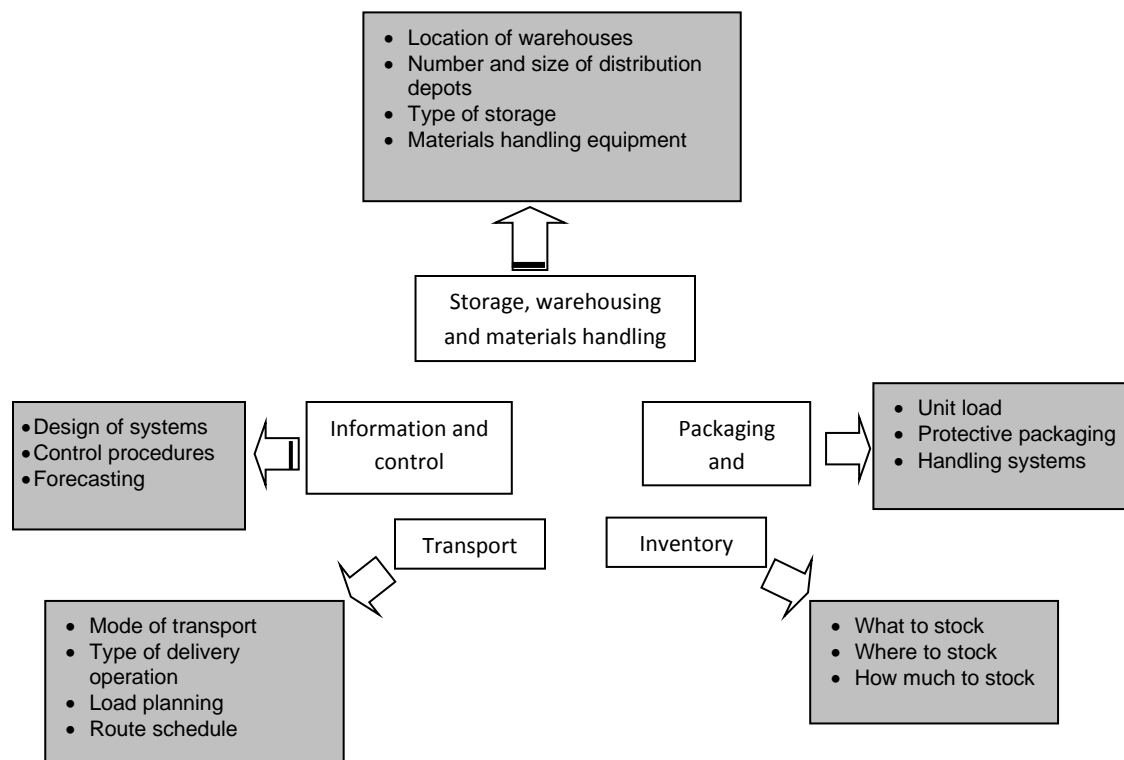 • Location of warehouses
• Number and size of distribution
depots
• Type of storage
• Materials handling equipment
Storage, warehousing
and materials handling
• Design of systems
• Control procedures
• Forecasting
Information and
control
Packaging
and
• Unit load
• Protective packaging
• Handling systems
Transport
Inventory
• Mode of transport
• Type of delivery
operation
• Load planning
• Route schedule
• What to stock
• Where to stock
• How much to stock